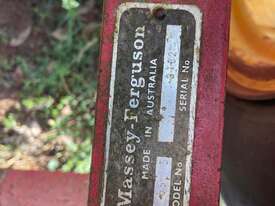 Massey-Ferguson
MADE IN AUSTRALIA
MODEL No
SERIAL No.